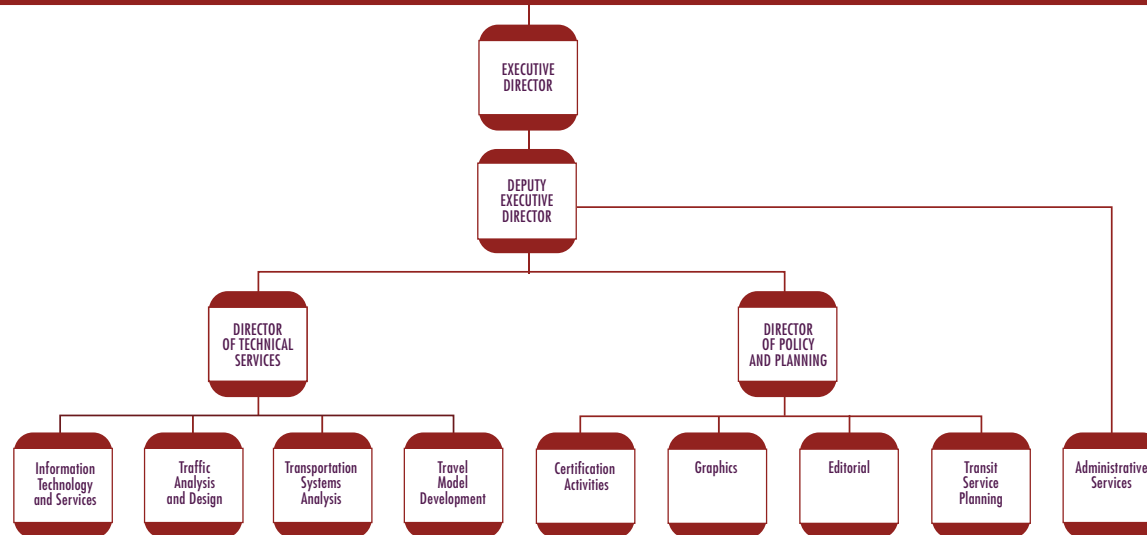 EXECUTIVE
DIRECTOR
DEPUTY
EXECUTIVE
DIRECTOR
DIRECTOR
OF TECHNICAL
SERVICES
DIRECTOR
OF POLICY
AND PLANNING
Information
Technology
and Services
Traffic
Analysis
and Design
Transportation
Systems
Analysis
Travel
Model
Development
Certification
Activities
Graphics
Editorial
Transit
Service
Planning
Administrative
Services